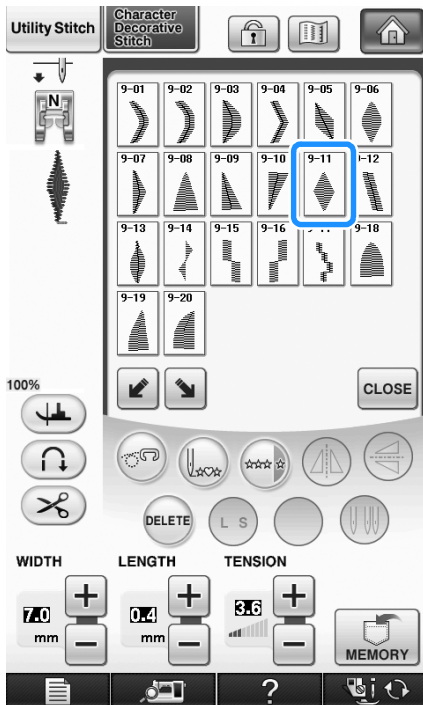 Utility Stitch
Character
Decorative
Stitch
N
9-01 9-02 9-03 9-04 9-05 9-06
9-07 9-08 9-09 9-10 9-11 -12
9-13 9-14 9-15 9-16 9-18
9-19 9-20
100%
CLOSE
DELETE
L S
WIDTH LENGTH TENSION
7.0 0.4 3.6
mm mm
MEMORY
?